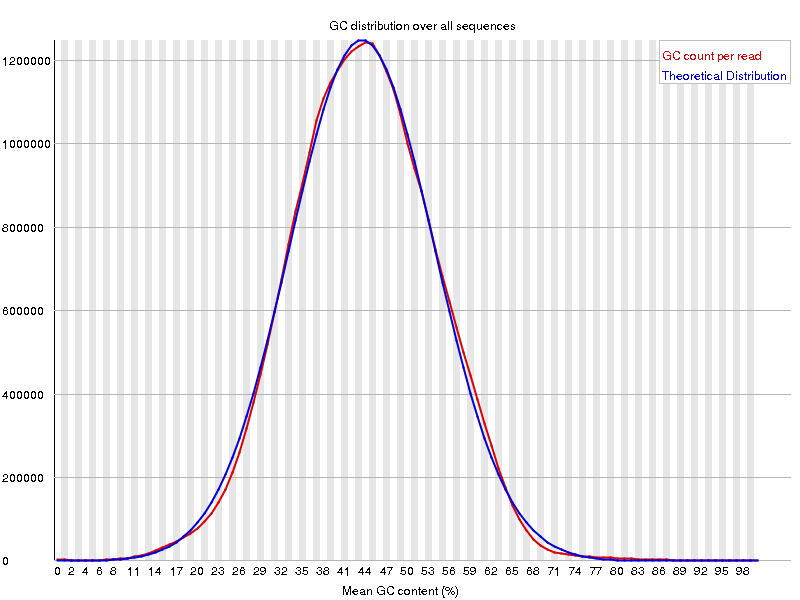 GC distribution over all sequences
GC count per read
Theoretical Distribution
1200000
1000000
800000
600000
400000
200000
0
0 2 4 6 8 11 14 17 20 23 26 29 32 35 38 41 44 47 50 53 56 59 62 65 68 71 74 77 80 83 86 89 92 95 98
Mean GC content (%)